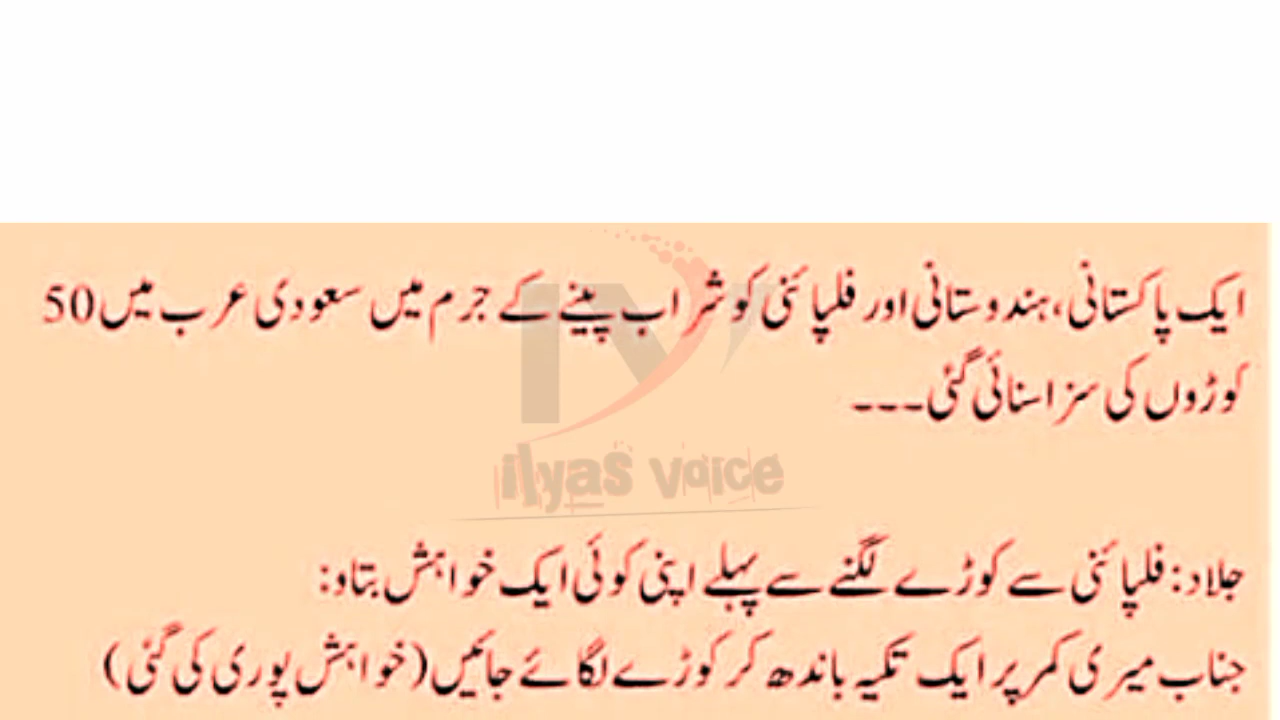 ایک پاکستانی، ہندوستانی اور فلپائنی کو شراب پینے کے جرم میں سعودی عرب میں 50
کوڑوں کی سزا سنائی گئی۔۔۔
ilyas voice
جلاد: فلپائنی سے کوڑے لگنے سے پہلے اپنی کوئی ایک خواہش بتاو:
جناب میری کمر پر ایک تکیہ باندھ کر کوڑے لگائے جائیں (خواہش پوری کی گئی)